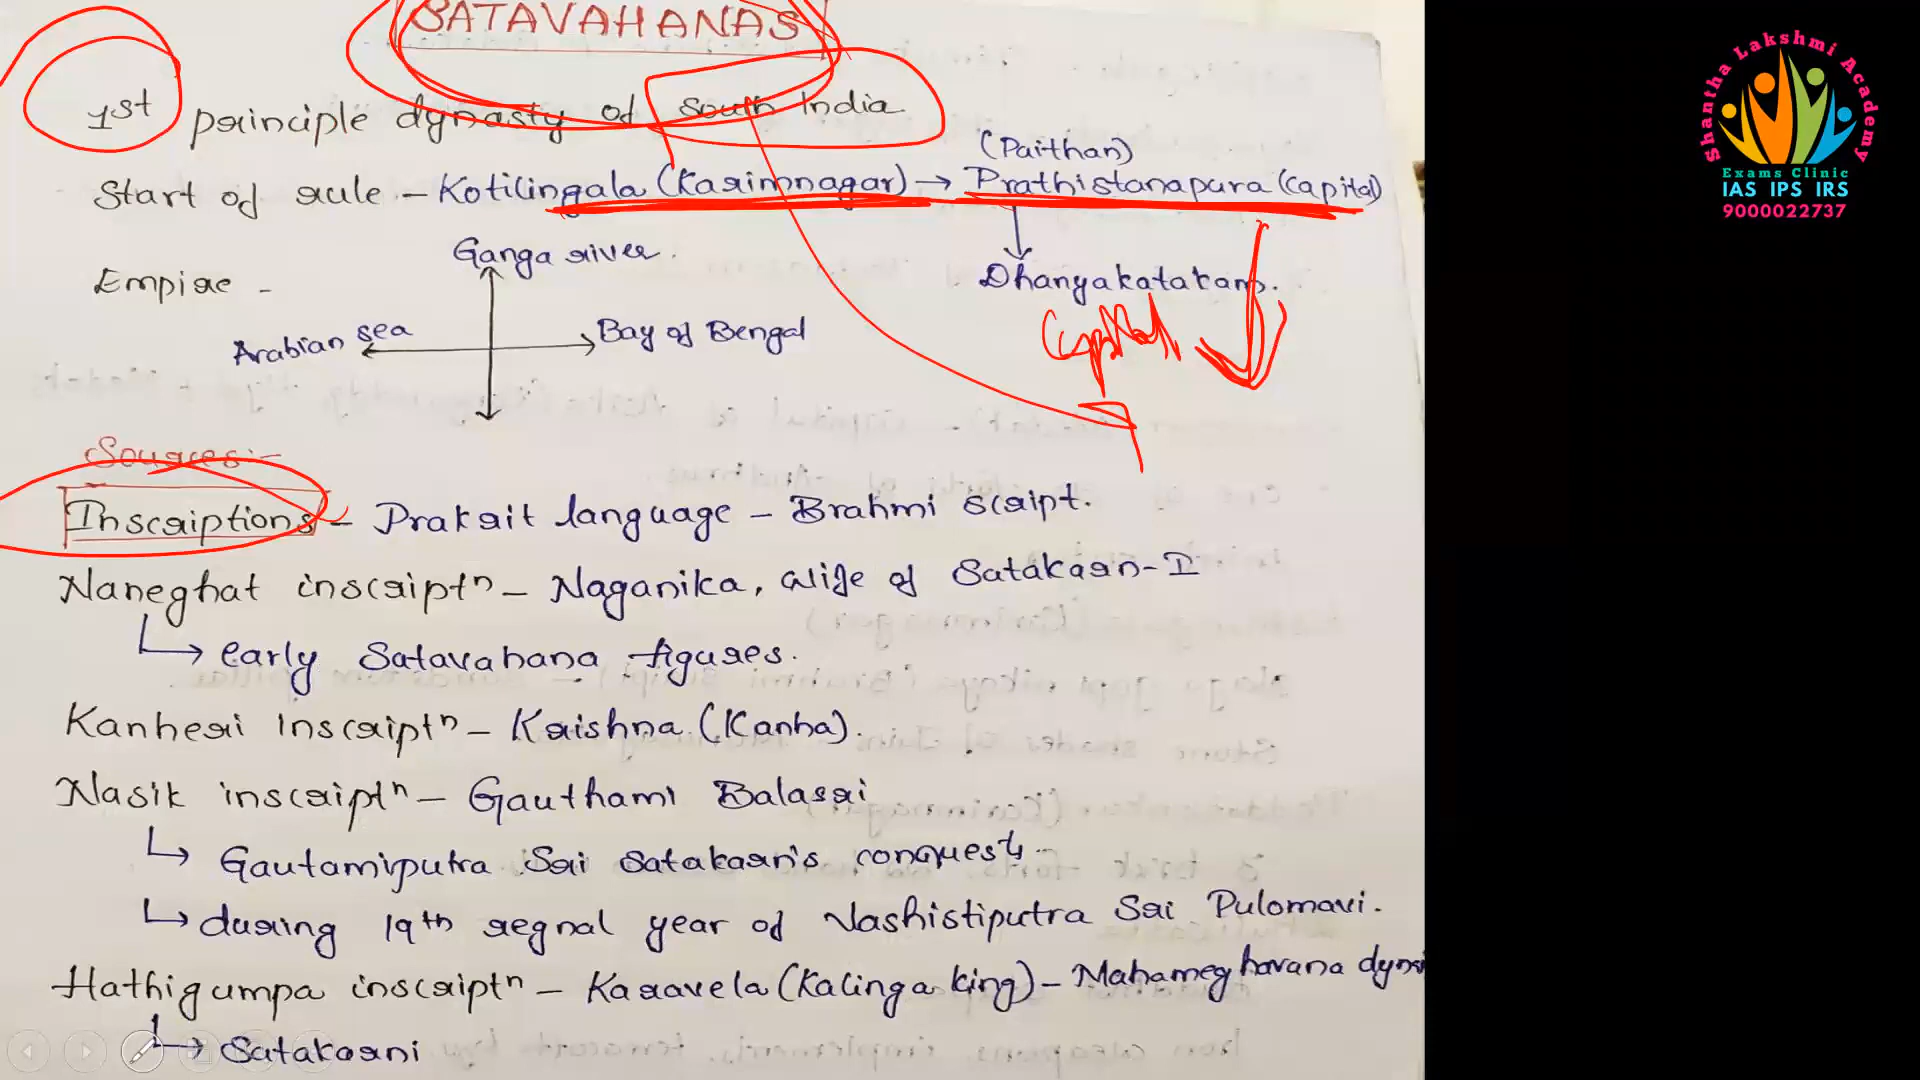 SATAVAHANAS
1st principle dynasty of South India
(Paithan)
Start of rule - Kotilingala (Karimnagar) → Prathistanapura (capital)
Ganga river.
Empire -
Dhanyakatakam.
Capital
Arabian sea
Bay of Bengal
Sources:-
Inscriptions - Prakrit language - Brahmi script.
Naneghat inscriptn - Naganika, wife of Satakarn-I
↳ early Satavahana figures.
Kanheri Inscriptn - Krishna (Kanha).
Nasik inscriptn - Gauthami Balasri
↳ Gautamiputra Sri Satakarn's conquests.
↳ during 19th regnal year of Vashistiputra Sri Pulomavi.
Hathigumpa inscriptn - Karavela (Kalinga king) - Mahameghavana dyns
↳ Satakarni
Shantha Lakshmi Academy
Exams Clinic
IAS IPS IRS
9000022737